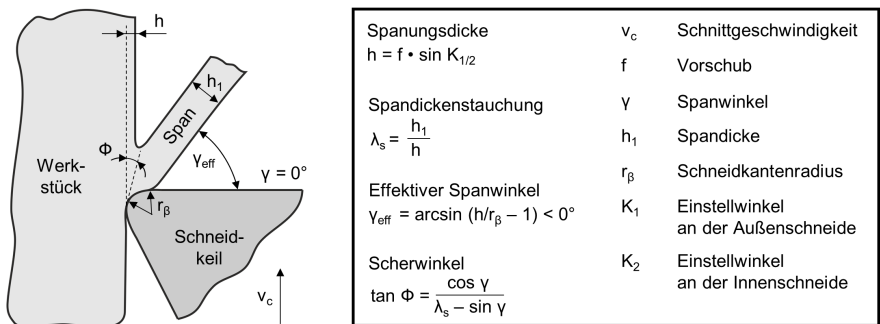 h
h₁
Span
Φ
γeff
γ = 0°
Werk-
stück
rβ
Schneid-
keil
vc
Spanungsdicke
h = f • sin K1/2
Spandickenstauchung
λs = h₁ / h
Effektiver Spanwinkel
γeff = arcsin (h/rβ – 1) < 0°
Scherwinkel
tan Φ = cos γ / λs – sin γ
vc Schnittgeschwindigkeit
f Vorschub
γ Spanwinkel
h₁ Spandicke
rβ Schneidkantenradius
K₁ Einstellwinkel
an der Außenschneide
K₂ Einstellwinkel
an der Innenschneide